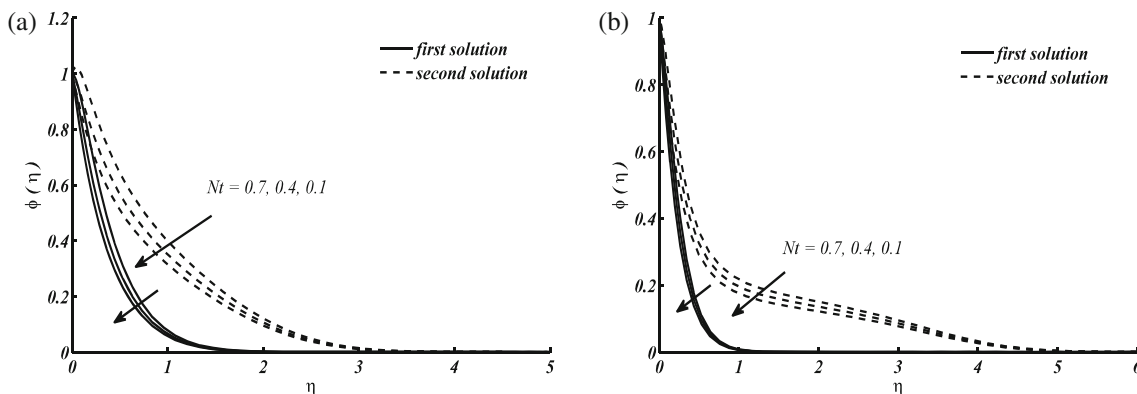 (a)
1.2
1
0.8
0.6
0.4
0.2
0
ϕ (η)
first solution
second solution
Nt = 0.7, 0.4, 0.1
0 1 2 3 4 5
η
(b)
1
0.8
0.6
0.4
0.2
0
ϕ (η)
first solution
second solution
Nt = 0.7, 0.4, 0.1
0 1 2 3 4 5 6
η